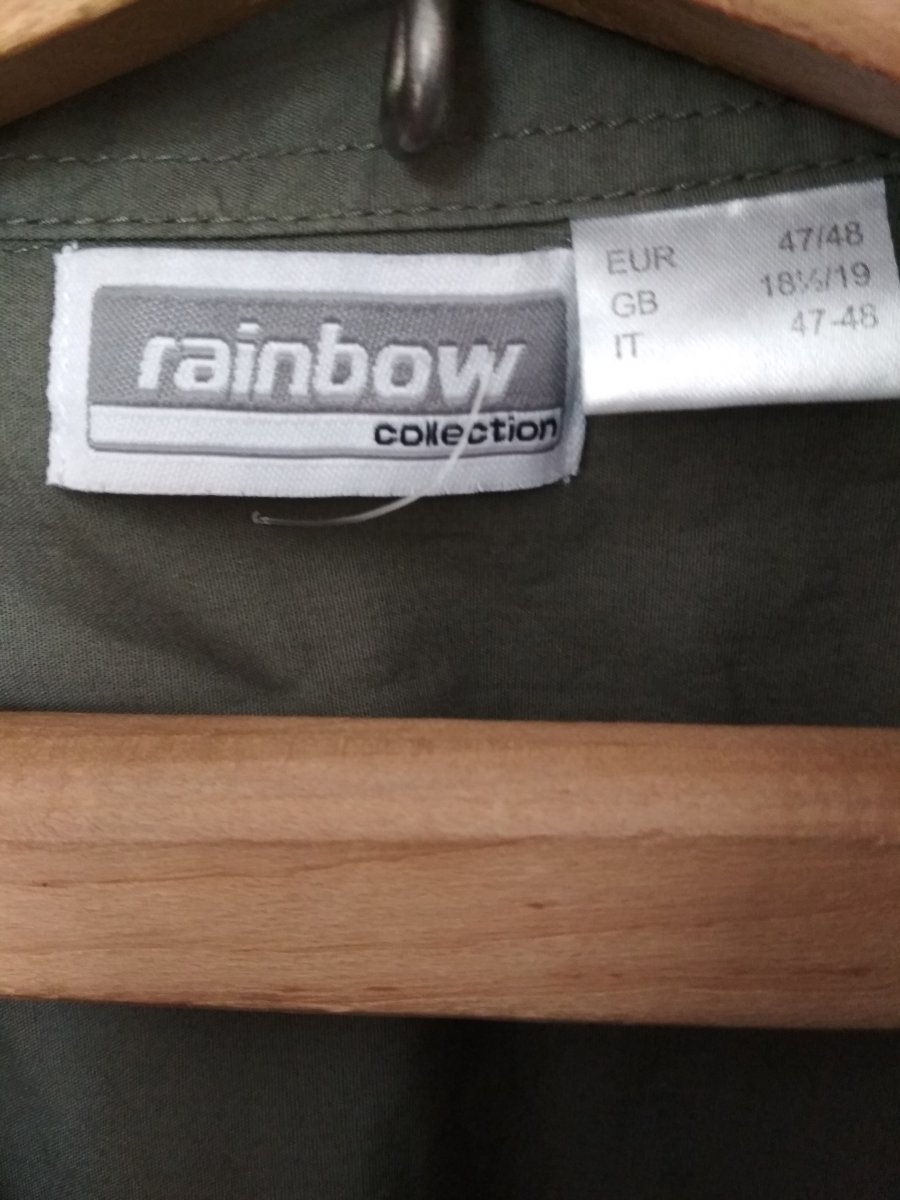 rainbow
collection
EUR 47/48
GB 18½/19
IT 47-48